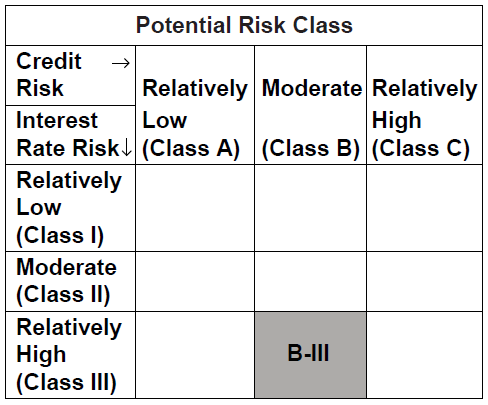 Potential Risk Class
Credit →
Risk
Interest
Rate Risk↓
Relatively
Low
(Class A)
Moderate
(Class B)
Relatively
High
(Class C)
Relatively
Low
(Class I)
Moderate
(Class II)
Relatively
High
(Class III)
B-III